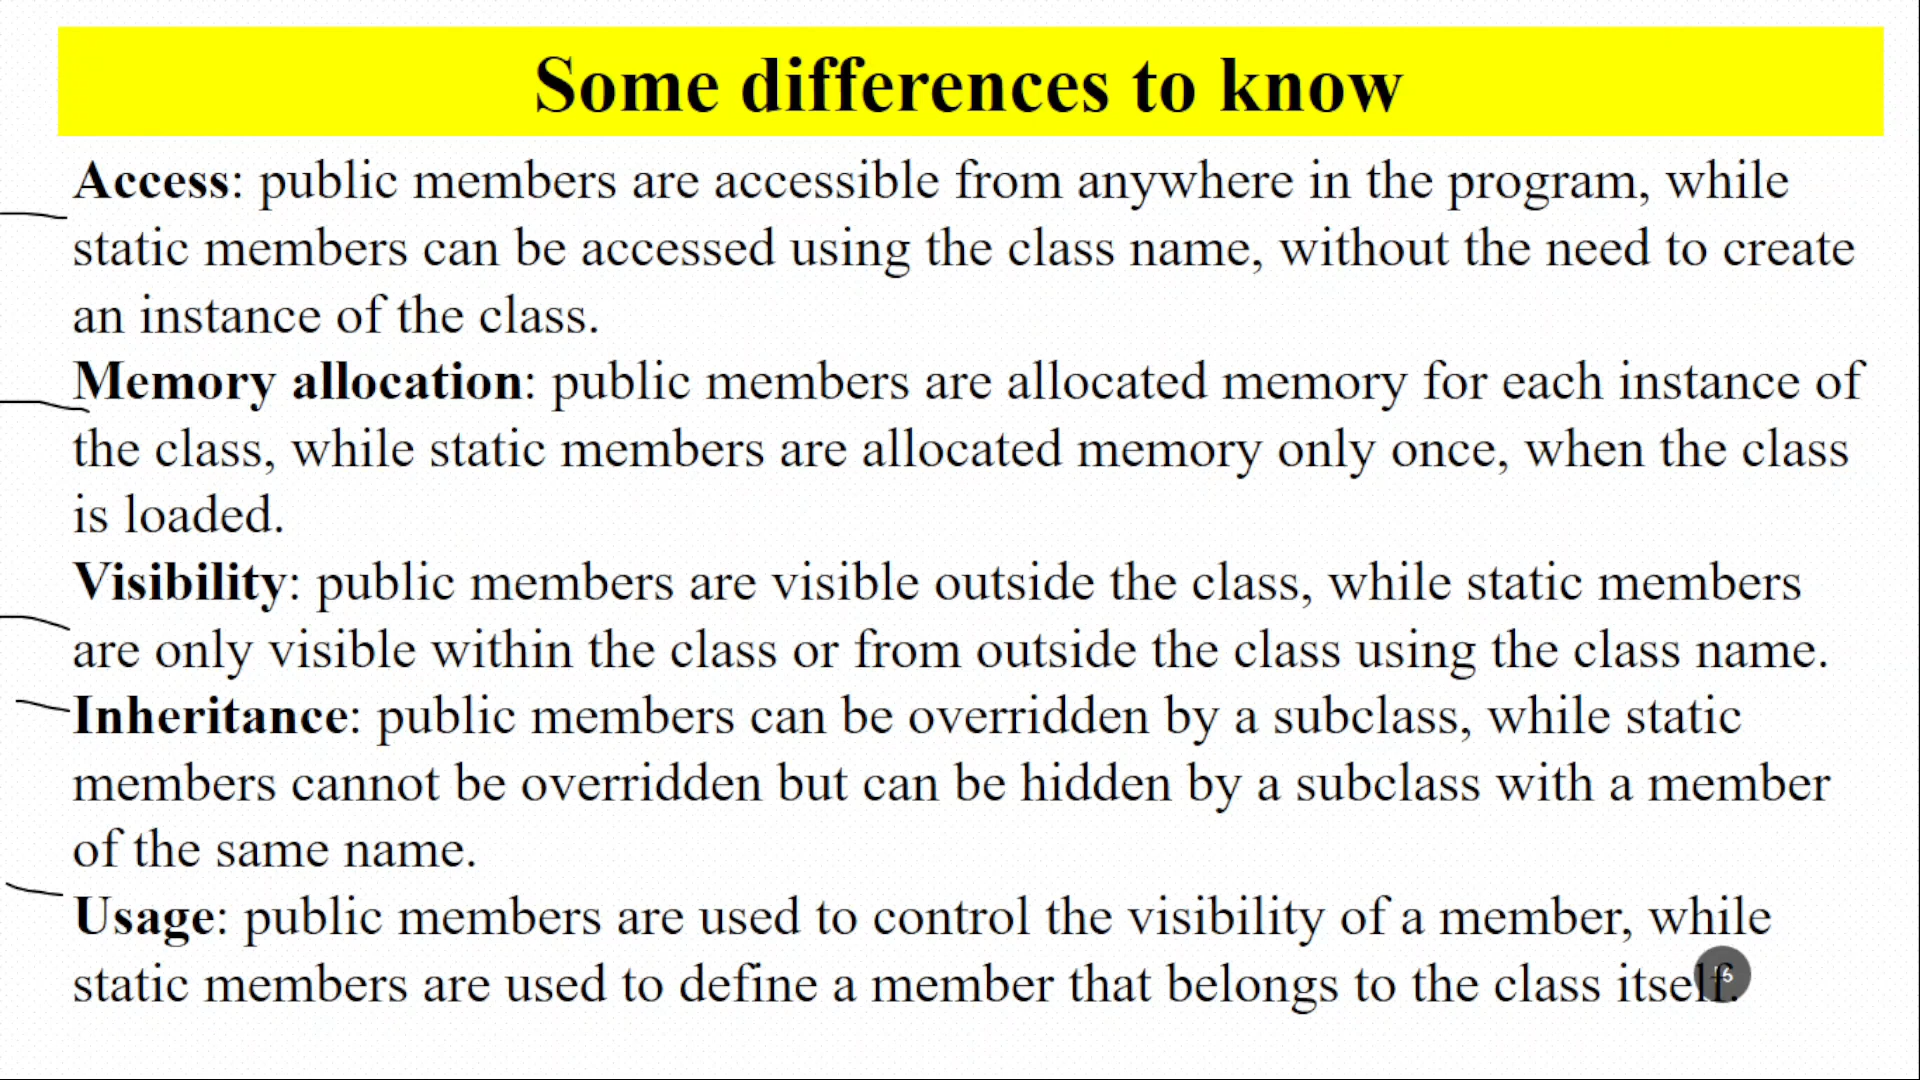 Some differences to know
Access: public members are accessible from anywhere in the program, while
static members can be accessed using the class name, without the need to create
an instance of the class.
Memory allocation: public members are allocated memory for each instance of
the class, while static members are allocated memory only once, when the class
is loaded.
Visibility: public members are visible outside the class, while static members
are only visible within the class or from outside the class using the class name.
Inheritance: public members can be overridden by a subclass, while static
members cannot be overridden but can be hidden by a subclass with a member
of the same name.
Usage: public members are used to control the visibility of a member, while
static members are used to define a member that belongs to the class itself.